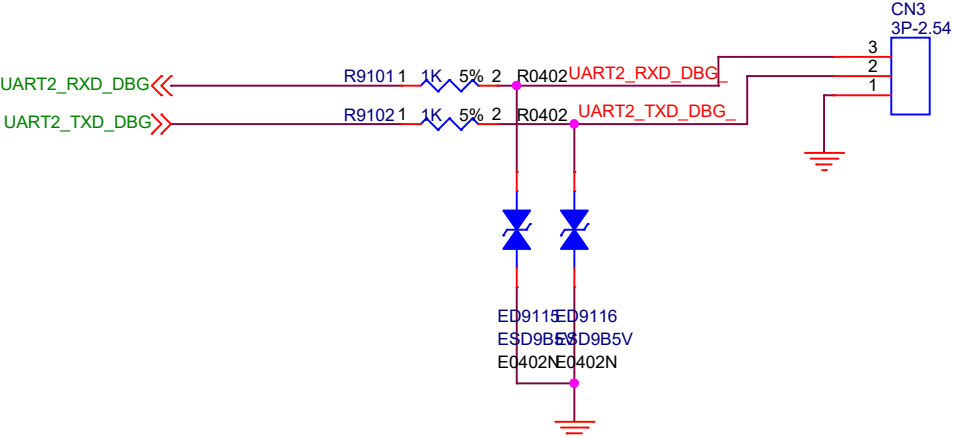 CN3
3P-2.54
3
2
1
UART2_RXD_DBG
R9101 1 1K 5% 2 R0402 UART2_RXD_DBG_
UART2_TXD_DBG
R9102 1 1K 5% 2 R0402 UART2_TXD_DBG_
ED9115 ED9116
ESD9B5V ESD9B5V
E0402N E0402N